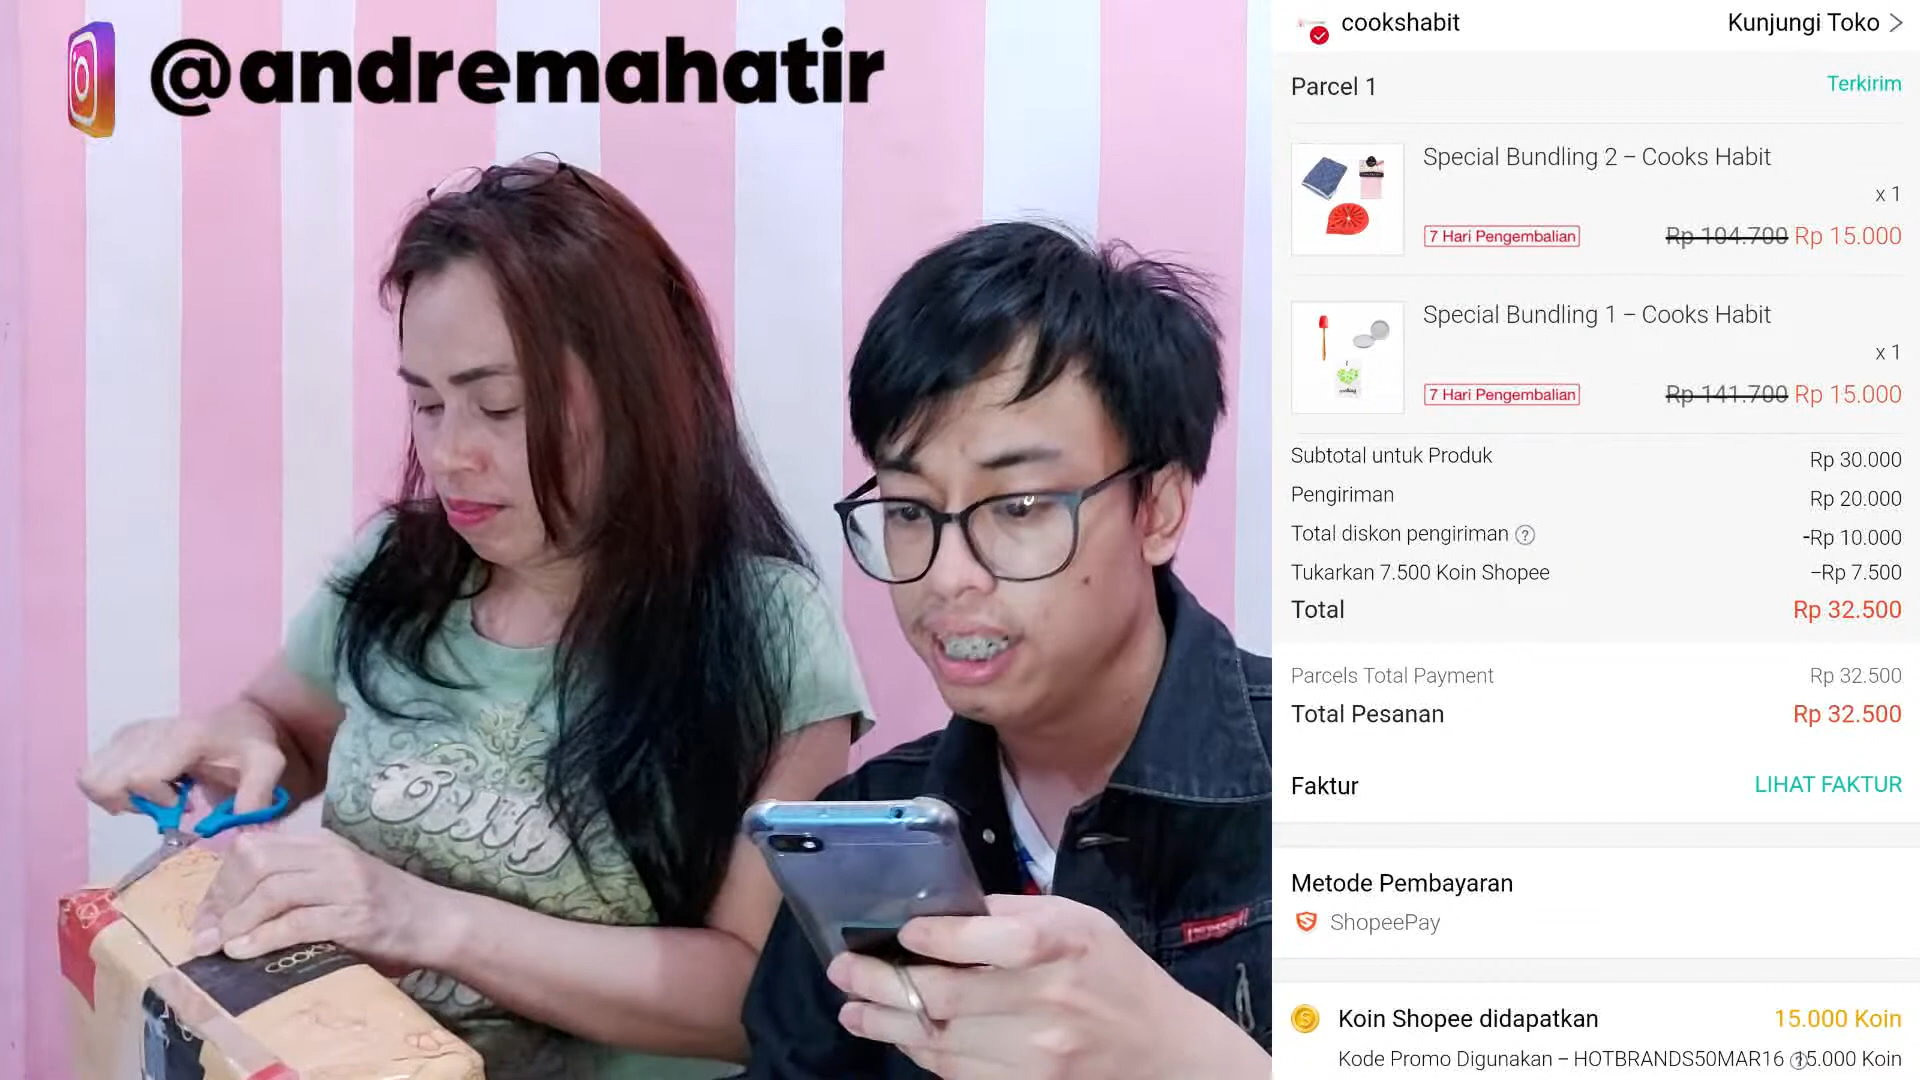 @andremahatir
cookshabit
Kunjungi Toko >
Parcel 1
Terkirim
Special Bundling 2 – Cooks Habit
x 1
7 Hari Pengembalian
Rp 104.700 Rp 15.000
Special Bundling 1 – Cooks Habit
x 1
7 Hari Pengembalian
Rp 141.700 Rp 15.000
Subtotal untuk Produk
Rp 30.000
Pengiriman
Rp 20.000
Total diskon pengiriman ?
-Rp 10.000
Tukarkan 7.500 Koin Shopee
–Rp 7.500
Total
Rp 32.500
Parcels Total Payment
Rp 32.500
Total Pesanan
Rp 32.500
Faktur
LIHAT FAKTUR
Metode Pembayaran
ShopeePay
Koin Shopee didapatkan
15.000 Koin
Kode Promo Digunakan – HOTBRANDS50MAR16
15.000 Koin